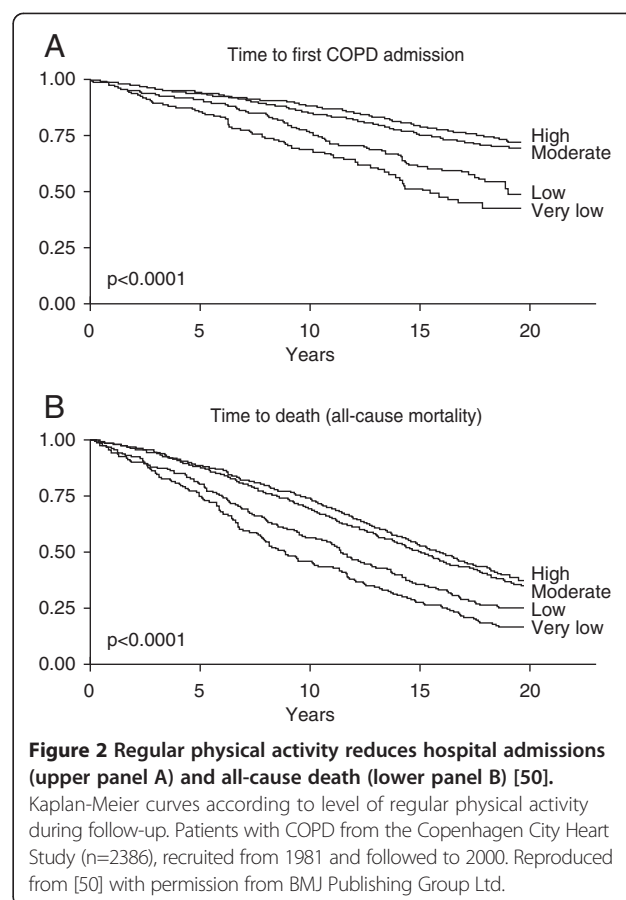 A
Time to first COPD admission
1.00
0.75
0.50
0.25
0.00
High
Moderate
Low
Very low
p<0.0001
0 5 10 15 20
Years
B
Time to death (all-cause mortality)
1.00
0.75
0.50
0.25
0.00
High
Moderate
Low
Very low
p<0.0001
0 5 10 15 20
Years
Figure 2 Regular physical activity reduces hospital admissions
(upper panel A) and all-cause death (lower panel B) [50].
Kaplan-Meier curves according to level of regular physical activity
during follow-up. Patients with COPD from the Copenhagen City Heart
Study (n=2386), recruited from 1981 and followed to 2000. Reproduced
from [50] with permission from BMJ Publishing Group Ltd.